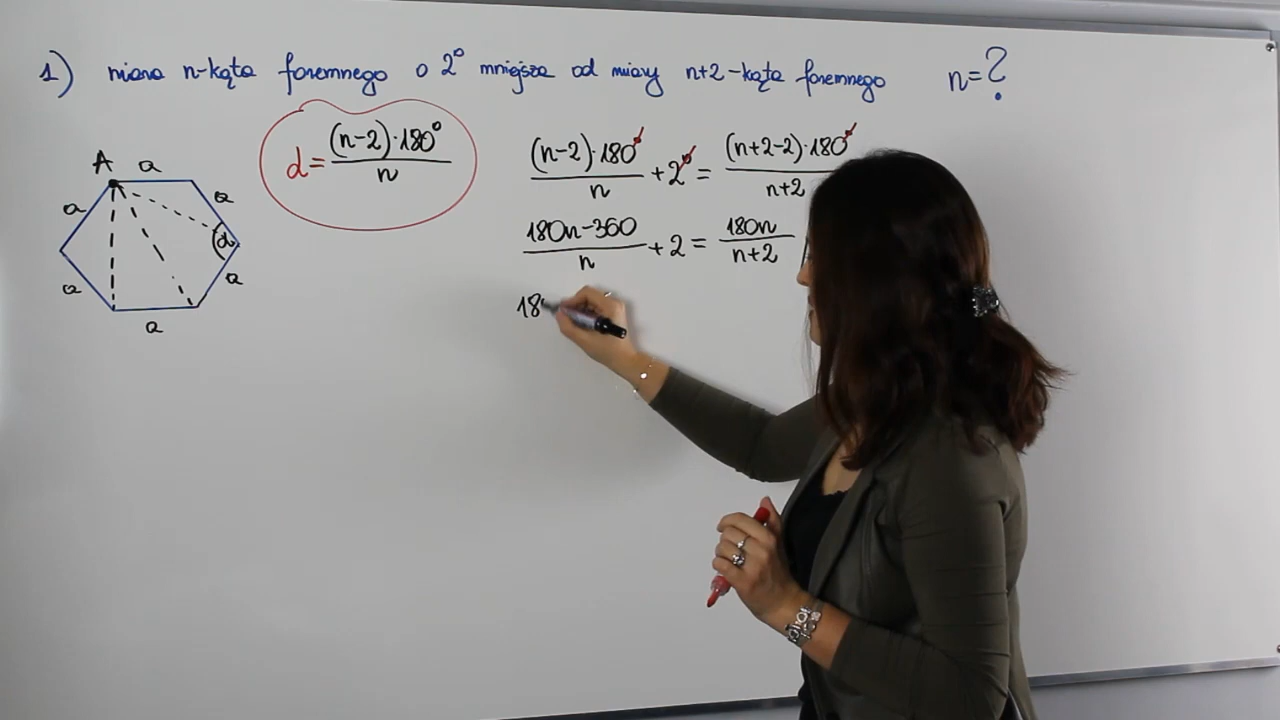 1) miara n-kąta foremnego o 2° mniejsza od miary n+2-kąta foremnego n=?
A a
a a
α
a a
a
α = (n-2)·180° / n
(n-2)·180° / n + 2° = (n+2-2)·180° / n+2
180n-360 / n + 2 = 180n / n+2
18